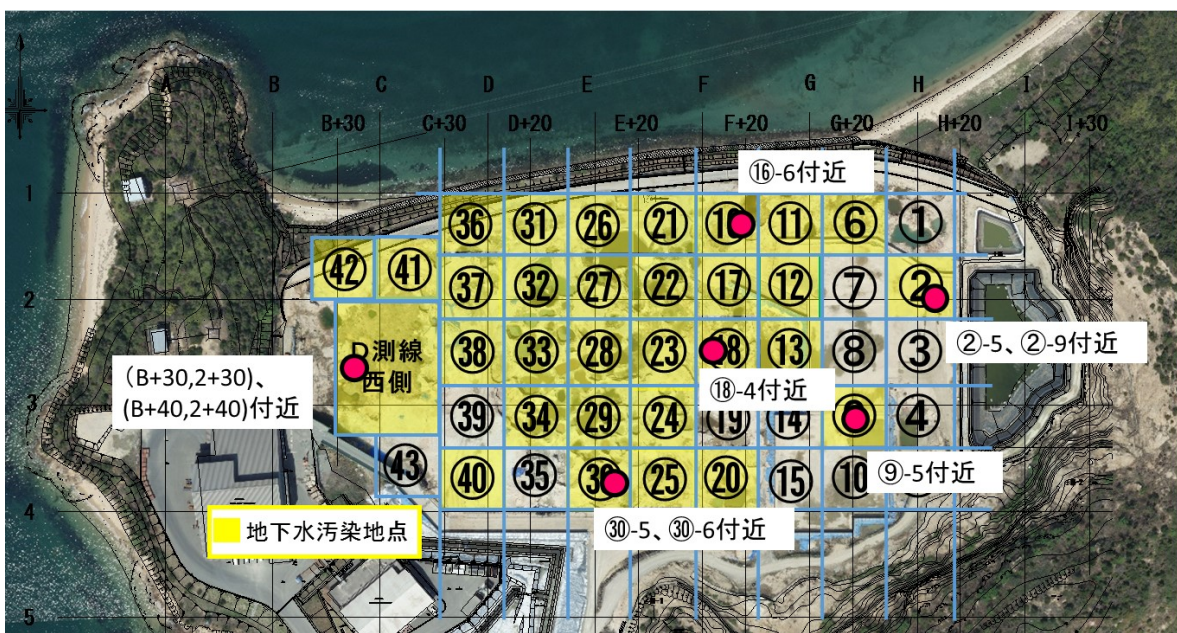 A B C D E F G H I
B+30 C+30 D+20 E+20 F+20 G+20 H+20 I+30
⑯-6付近
1
㊱ ㉛ ㉖ ㉑ ⑪ ⑥ ①
㊷ ㊶
㊲ ㉜ ㉗ ㉒ ⑰ ⑫ ⑦ ②
2
㊳ ㉝ ㉘ ㉓ ⑱ ⑬ ⑧ ③
②-5、②-9付近
D測線
西側
(B+30,2+30)、
(B+40,2+40)付近
⑱-4付近
3
㊴ ㉞ ㉙ ㉔ ⑲ ⑭ ④
㊸
㊵ ㉟ ㉚ ㉕ ⑳ ⑮ ⑩
⑨-5付近
4
地下水汚染地点
㉚-5、㉚-6付近
5